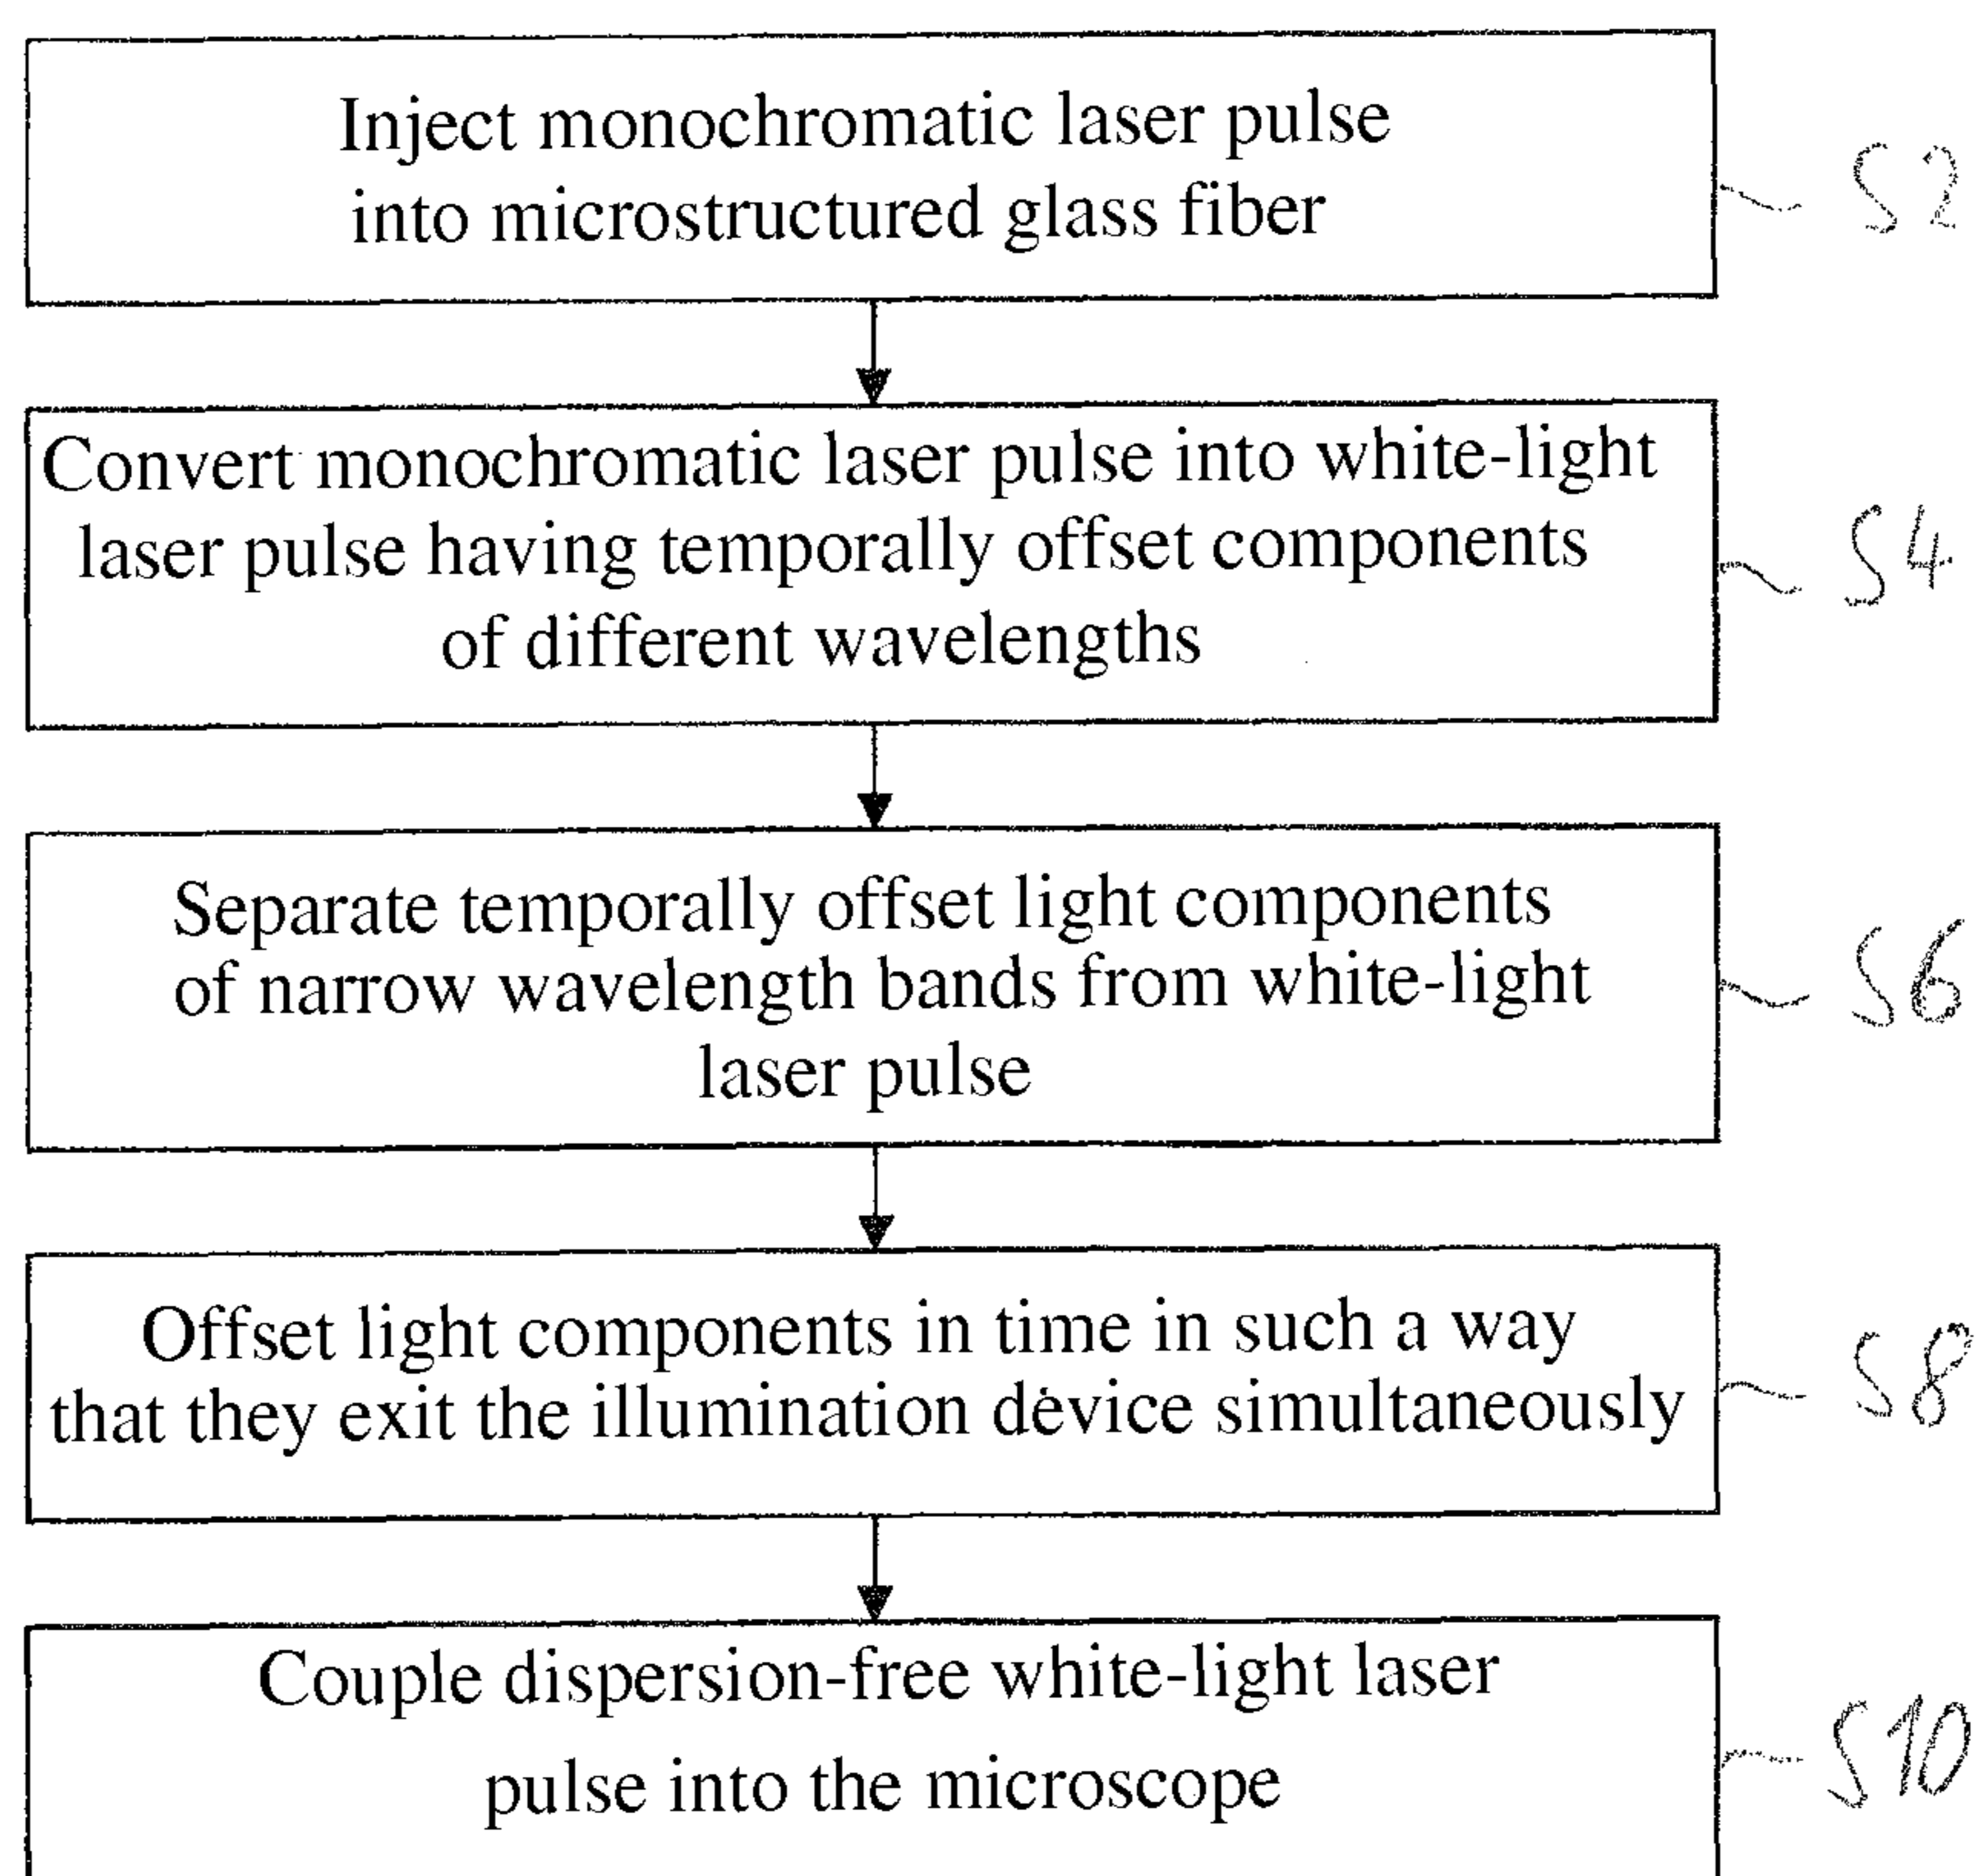 Inject monochromatic laser pulse
into microstructured glass fiber
S2
Convert monochromatic laser pulse into white-light
laser pulse having temporally offset components
of different wavelengths
S4
Separate temporally offset light components
of narrow wavelength bands from white-light
laser pulse
S6
Offset light components in time in such a way
that they exit the illumination device simultaneously
S8
Couple dispersion-free white-light laser
pulse into the microscope
S10